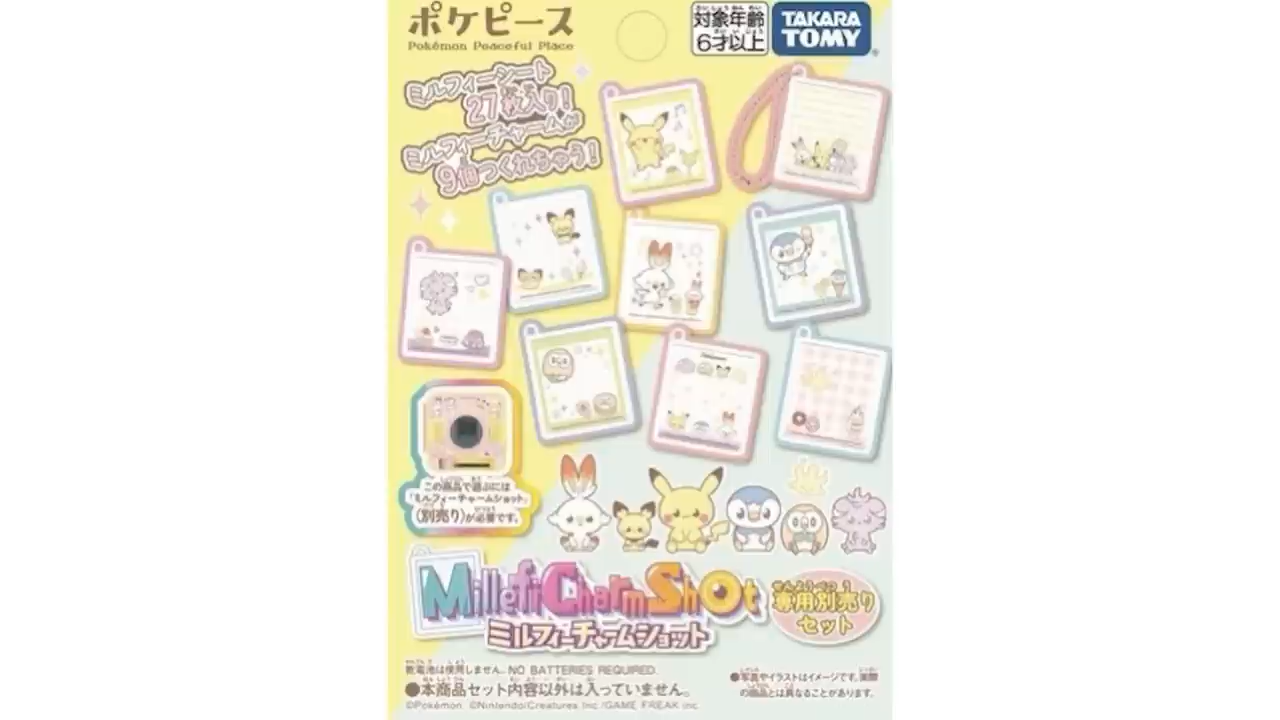 ポケピース
Pokémon Peaceful Place
対象年齢
6才以上
TAKARA
TOMY
ミルフィーシート
27枚入り!
ミルフィーチャームが
9個つくれちゃう!
この商品で遊ぶには
「ミルフィーチャームショット」
(別売り)が必要です。
Millefii Charm Shot
ミルフィーチャームショット
専用別売り
セット
乾電池は使用しません。NO BATTERIES REQUIRED.
●本商品セット内容以外は入っていません。
●写真やイラストはイメージです。実際
の商品とは異なることがあります。
©Pokémon. ©Nintendo/Creatures Inc./GAME FREAK inc.